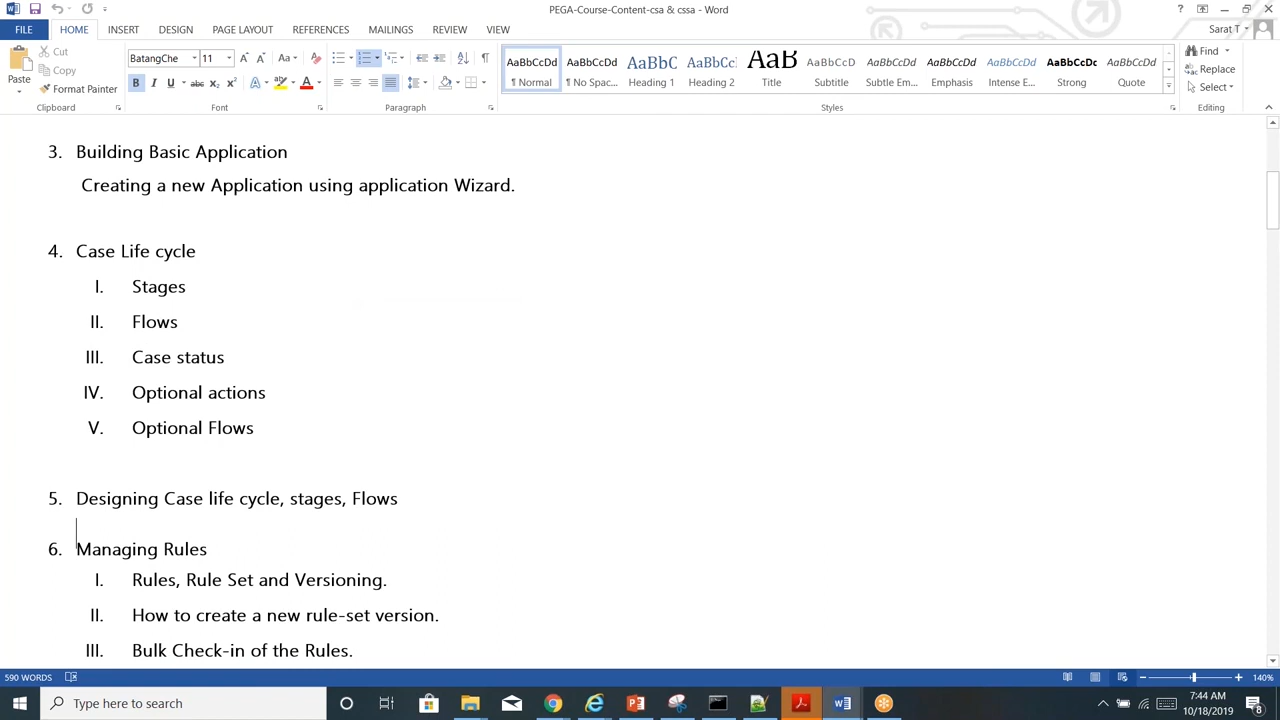 PEGA-Course-Content-csa & cssa - Word
FILE HOME INSERT DESIGN PAGE LAYOUT REFERENCES MAILINGS REVIEW VIEW Sarat T
Paste
Cut
Copy
Format Painter
Clipboard
BatangChe 11
Font
Paragraph
AaBbCcDd AaBbCcDd AaBbC AaBbCc AaB AaBbCcD AaBbCcDd AaBbCcDd AaBbCcDd AaBbCcDc AaBbCcDd
¶ Normal ¶ No Spac... Heading 1 Heading 2 Title Subtitle Subtle Em... Emphasis Intense E... Strong Quote
Styles
Find
Replace
Select
Editing
3. Building Basic Application
Creating a new Application using application Wizard.
4. Case Life cycle
I. Stages
II. Flows
III. Case status
IV. Optional actions
V. Optional Flows
5. Designing Case life cycle, stages, Flows
6. Managing Rules
I. Rules, Rule Set and Versioning.
II. How to create a new rule-set version.
III. Bulk Check-in of the Rules.
590 WORDS 140%
Type here to search
7:44 AM
10/18/2019
8